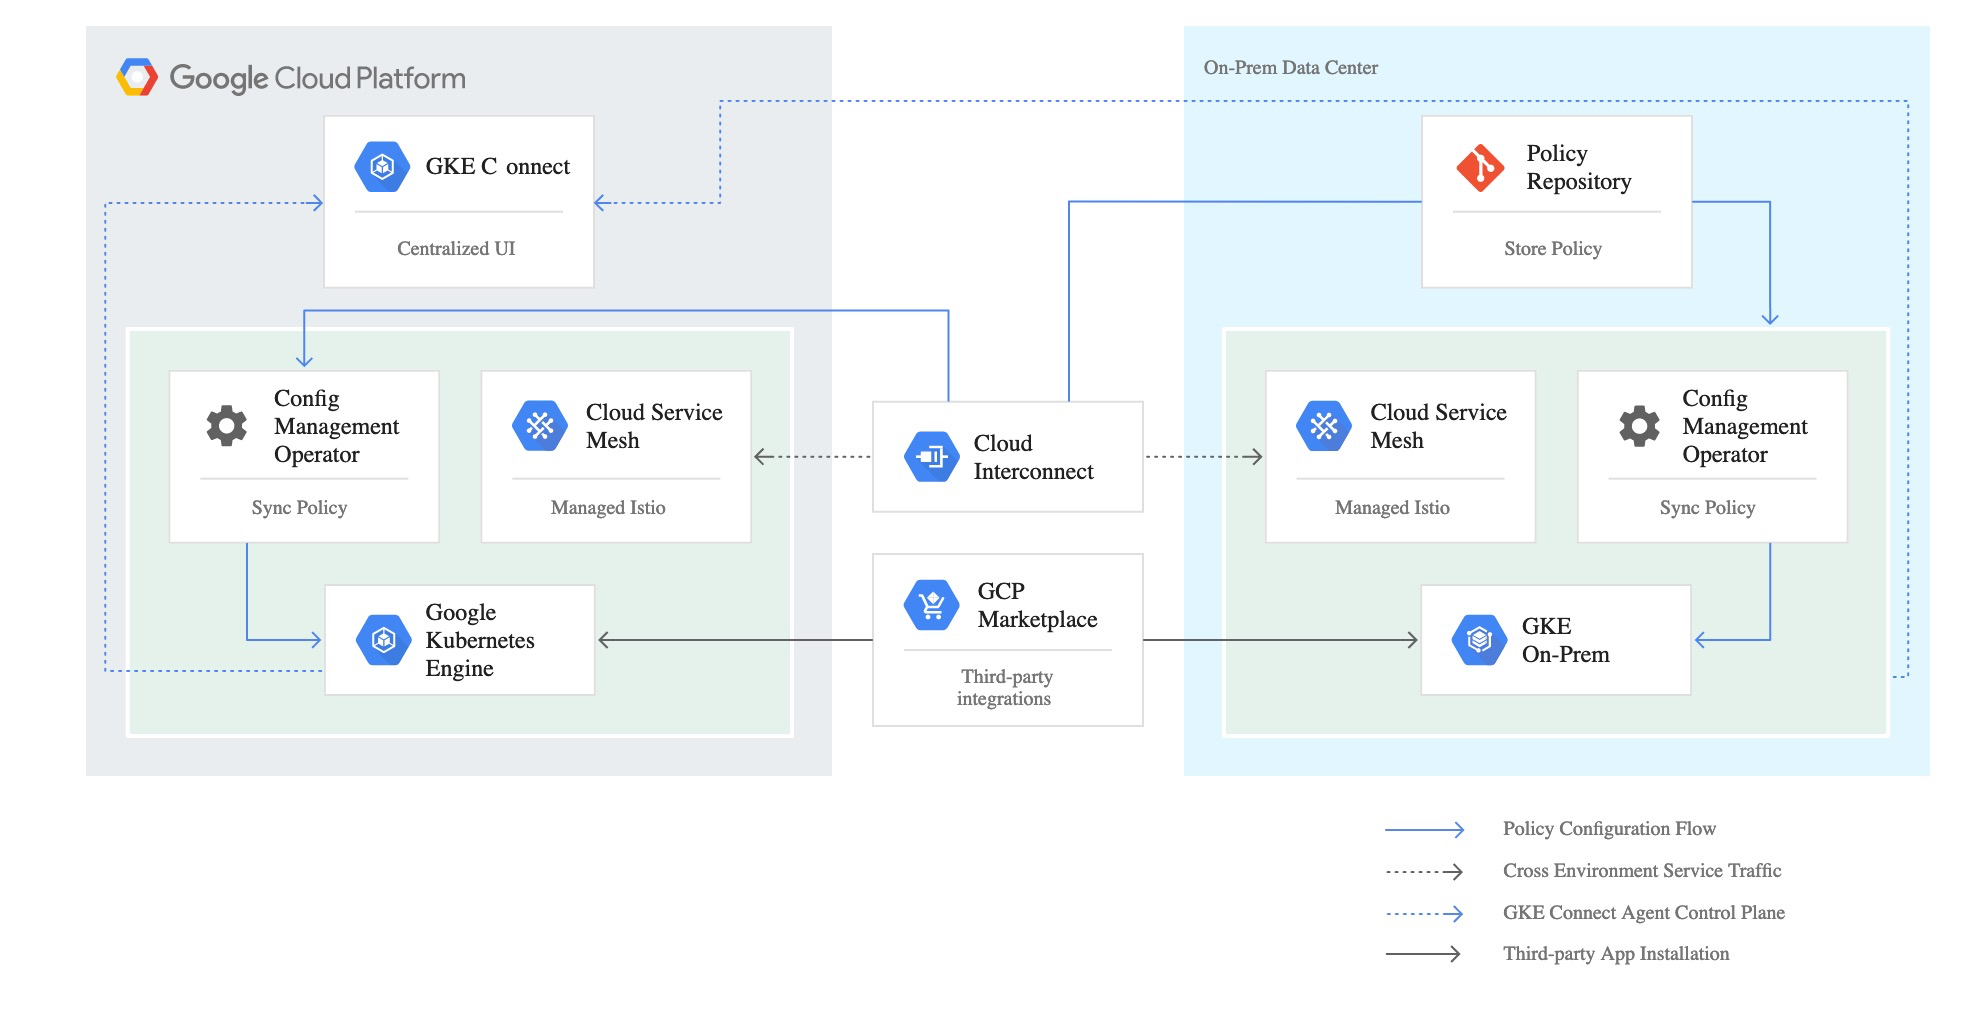 Google Cloud Platform
On-Prem Data Center
GKE C onnect
Centralized UI
Policy
Repository
Store Policy
Config
Management
Operator
Sync Policy
Cloud Service
Mesh
Managed Istio
Cloud
Interconnect
Cloud Service
Mesh
Managed Istio
Config
Management
Operator
Sync Policy
Google
Kubernetes
Engine
GCP
Marketplace
Third-party
integrations
GKE
On-Prem
Policy Configuration Flow
Cross Environment Service Traffic
GKE Connect Agent Control Plane
Third-party App Installation